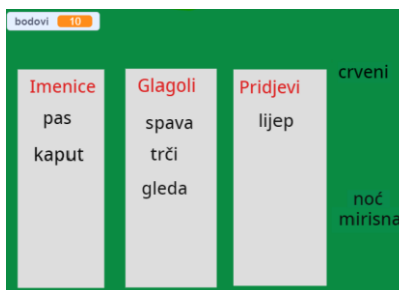 bodovi 10
Imenice Glagoli Pridjevi crveni
pas spava lijep
kaput trči
gleda noć
mirisna